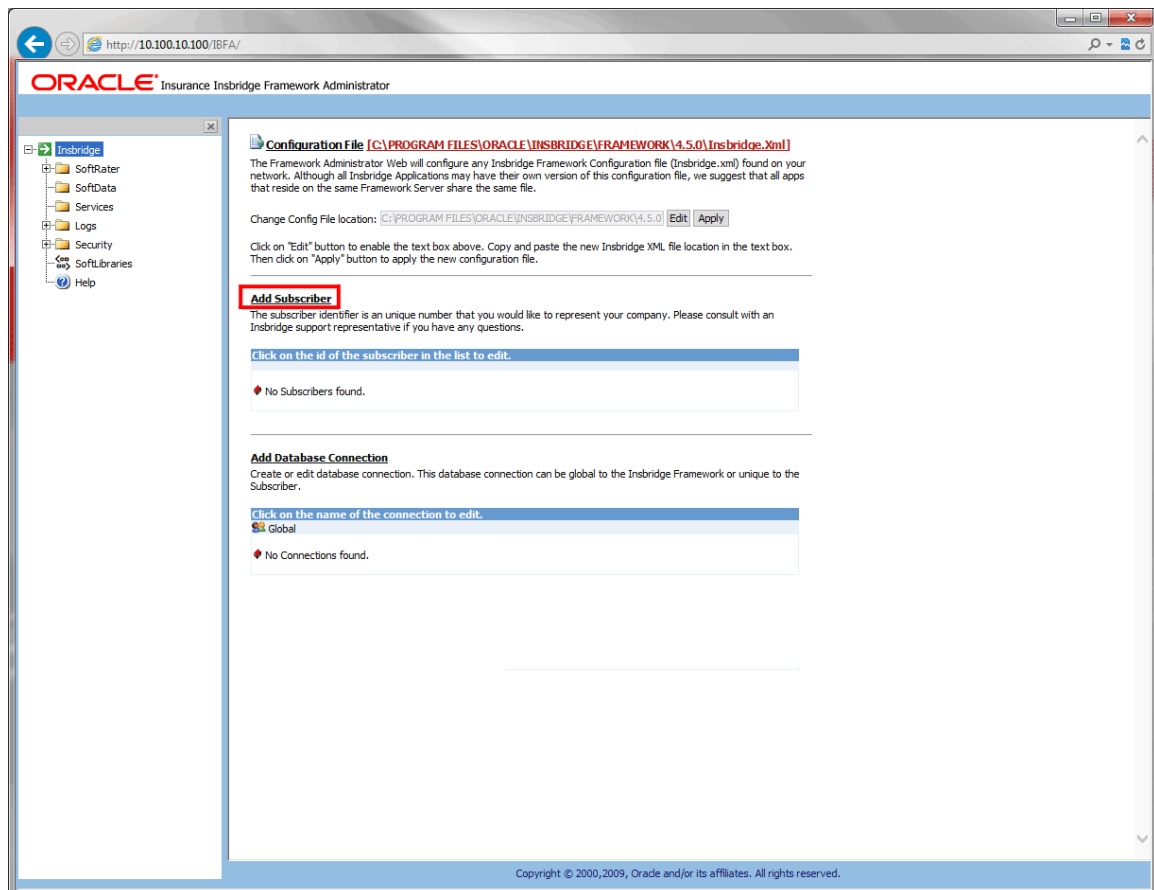 http://10.100.10.100/IBFA/
ORACLE® Insurance Insbridge Framework Administrator
Insbridge
SoftRater
SoftData
Services
Logs
Security
SoftLibraries
Help
Configuration File [C:\PROGRAM FILES\ORACLE\INSBRIDGE\FRAMEWORK\4.5.0\Insbridge.Xml]
The Framework Administrator Web will configure any Insbridge Framework Configuration file (Insbridge.xml) found on your
network. Although all Insbridge Applications may have their own version of this configuration file, we suggest that all apps
that reside on the same Framework Server share the same file.
Change Config File location: C:\PROGRAM FILES\ORACLE\INSBRIDGE\FRAMEWORK\4.5.0 Edit Apply
Click on "Edit" button to enable the text box above. Copy and paste the new Insbridge XML file location in the text box.
Then click on "Apply" button to apply the new configuration file.
Add Subscriber
The subscriber identifier is an unique number that you would like to represent your company. Please consult with an
Insbridge support representative if you have any questions.
Click on the id of the subscriber in the list to edit.
No Subscribers found.
Add Database Connection
Create or edit database connection. This database connection can be global to the Insbridge Framework or unique to the
Subscriber.
Click on the name of the connection to edit.
Global
No Connections found.
Copyright © 2000,2009, Oracle and/or its affiliates. All rights reserved.